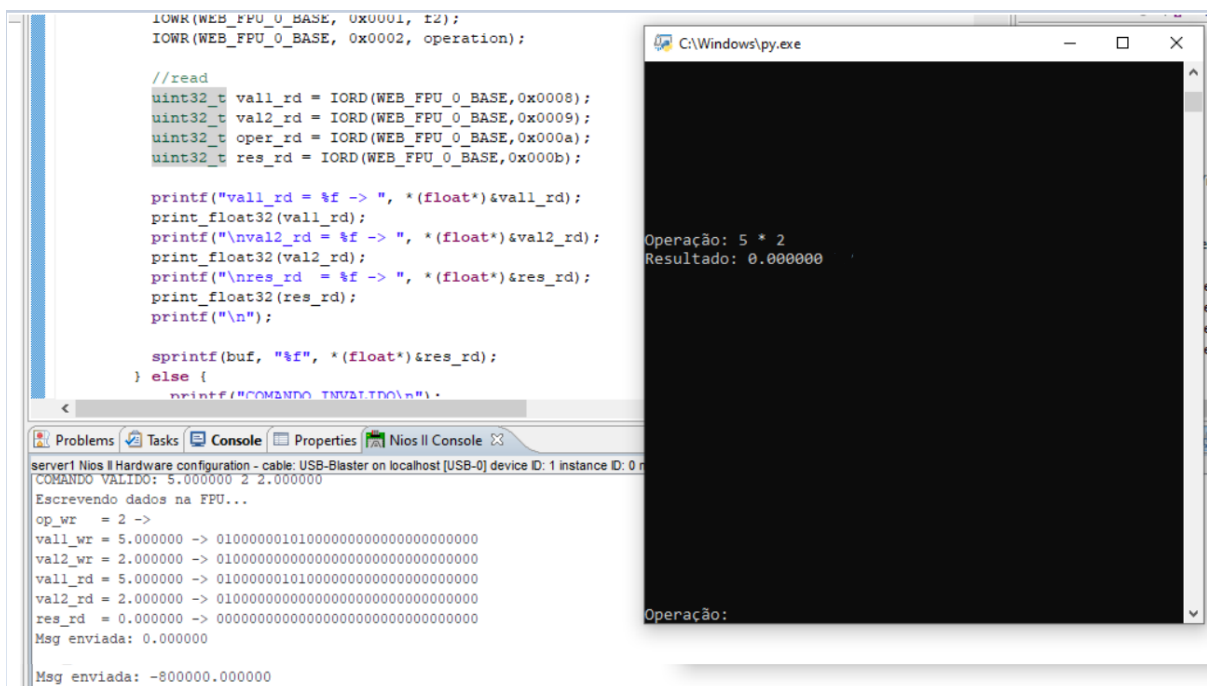 IOWR(WEB_FPU_0_BASE, 0x0001, f2);
IOWR(WEB_FPU_0_BASE, 0x0002, operation);
//read
uint32_t val1_rd = IORD(WEB_FPU_0_BASE,0x0008);
uint32_t val2_rd = IORD(WEB_FPU_0_BASE,0x0009);
uint32_t oper_rd = IORD(WEB_FPU_0_BASE,0x000a);
uint32_t res_rd = IORD(WEB_FPU_0_BASE,0x000b);
printf("val1_rd = %f -> ", *(float*)&val1_rd);
print_float32(val1_rd);
printf("\nval2_rd = %f -> ", *(float*)&val2_rd);
print_float32(val2_rd);
printf("\nres_rd  = %f -> ", *(float*)&res_rd);
print_float32(res_rd);
printf("\n");
sprintf(buf, "%f", *(float*)&res_rd);
} else {
printf("COMANDO INVALIDO\n");
C:\Windows\py.exe
Operação: 5 * 2
Resultado: 0.000000
Operação:
Problems Tasks Console Properties Nios II Console
server1 Nios II Hardware configuration - cable: USB-Blaster on localhost [USB-0] device ID: 1 instance ID: 0
COMANDO VALIDO: 5.000000 2 2.000000
Escrevendo dados na FPU...
op_wr   = 2 ->
val1_wr = 5.000000 -> 01000000101000000000000000000000
val2_wr = 2.000000 -> 01000000000000000000000000000000
val1_rd = 5.000000 -> 01000000101000000000000000000000
val2_rd = 2.000000 -> 01000000000000000000000000000000
res_rd  = 0.000000 -> 00000000000000000000000000000000
Msg enviada: 0.000000
Msg enviada: -800000.000000